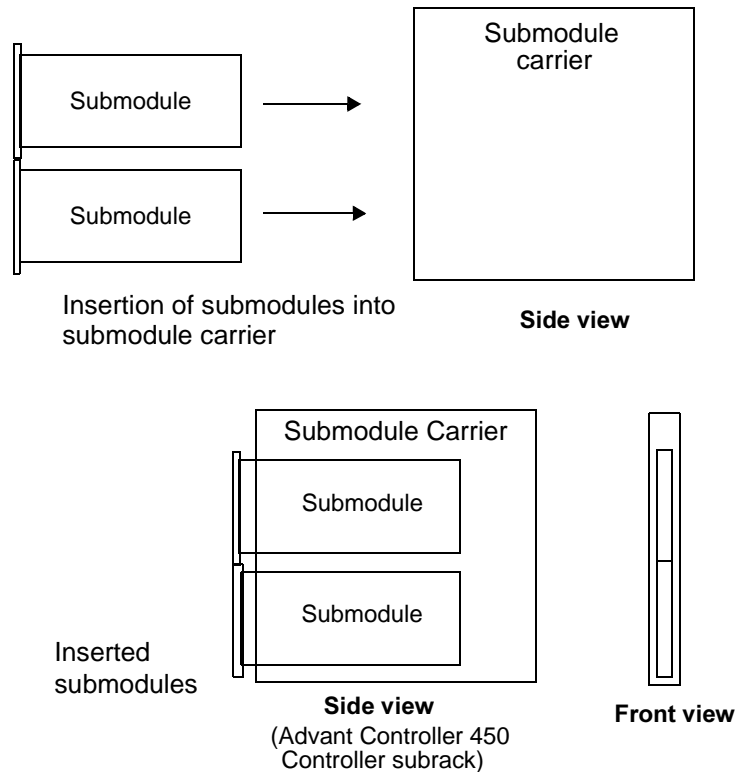 Submodule
carrier
Submodule
Submodule
Insertion of submodules into
submodule carrier
Side view
Submodule Carrier
Submodule
Submodule
Inserted
submodules
Side view
(Advant Controller 450
Controller subrack)
Front view